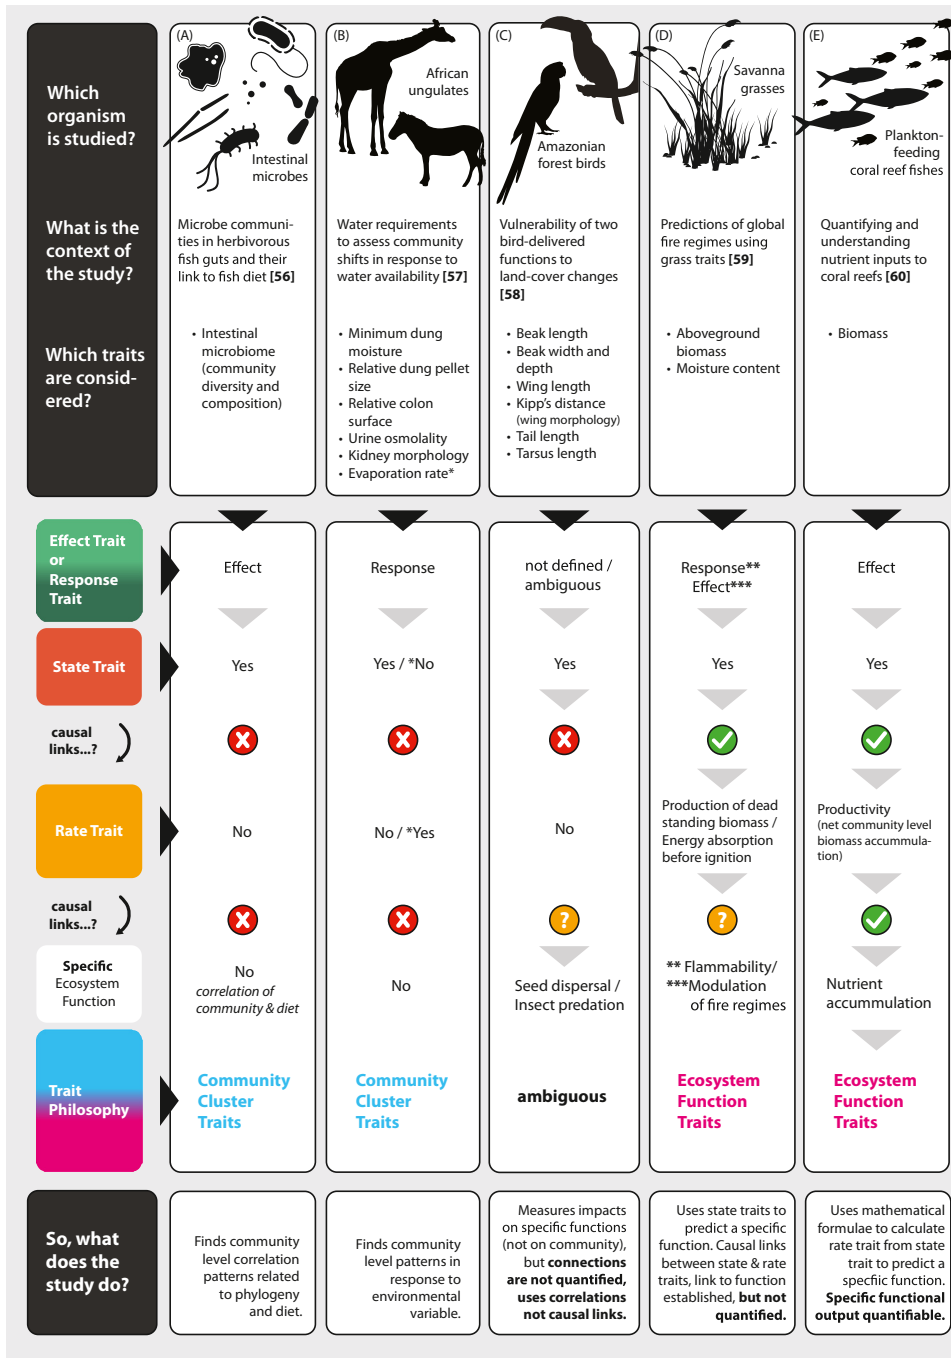 Which
organism
is studied?
(A)
Intestinal
microbes
(B)
African
ungulates
(C)
Amazonian
forest birds
(D)
Savanna
grasses
(E)
Plankton-
feeding
coral reef fishes
What is the
context of
the study?
Microbe communi-
ties in herbivorous
fish guts and their
link to fish diet [56]
Water requirements
to assess community
shifts in response to
water availability [57]
Vulnerability of two
bird-delivered
functions to
land-cover changes
[58]
Predictions of global
fire regimes using
grass traits [59]
Quantifying and
understanding
nutrient inputs to
coral reefs [60]
Which traits
are consid-
ered?
• Intestinal
microbiome
(community
diversity and
composition)
• Minimum dung
moisture
• Relative dung pellet
size
• Relative colon
surface
• Urine osmolality
• Kidney morphology
• Evaporation rate*
• Beak length
• Beak width and
depth
• Wing length
• Kipp's distance
(wing morphology)
• Tail length
• Tarsus length
• Aboveground
biomass
• Moisture content
• Biomass
Effect Trait
or
Response
Trait
Effect
Response
not defined /
ambiguous
Response**
Effect***
Effect
State Trait
Yes
Yes / *No
Yes
Yes
Yes
causal
links...?
Rate Trait
No
No / *Yes
No
Production of dead
standing biomass /
Energy absorption
before ignition
Productivity
(net community level
biomass accummula-
tion)
causal
links...?
?
?
Specific
Ecosystem
Function
No
correlation of
community & diet
No
Seed dispersal /
Insect predation
** Flammability/
***Modulation
of fire regimes
Nutrient
accummulation
Trait
Philosophy
Community
Cluster
Traits
Community
Cluster
Traits
ambiguous
Ecosystem
Function
Traits
Ecosystem
Function
Traits
So, what
does the
study do?
Finds community
level correlation
patterns related
to phylogeny
and diet.
Finds community
level patterns in
response to
environmental
variable.
Measures impacts
on specific functions
(not on community),
but connections
are not quantified,
uses correlations
not causal links.
Uses state traits to
predict a specific
function. Causal links
between state & rate
traits, link to function
established, but not
quantified.
Uses mathematical
formulae to calculate
rate trait from state
trait to predict a
speficiic function.
Specific functional
output quantifiable.